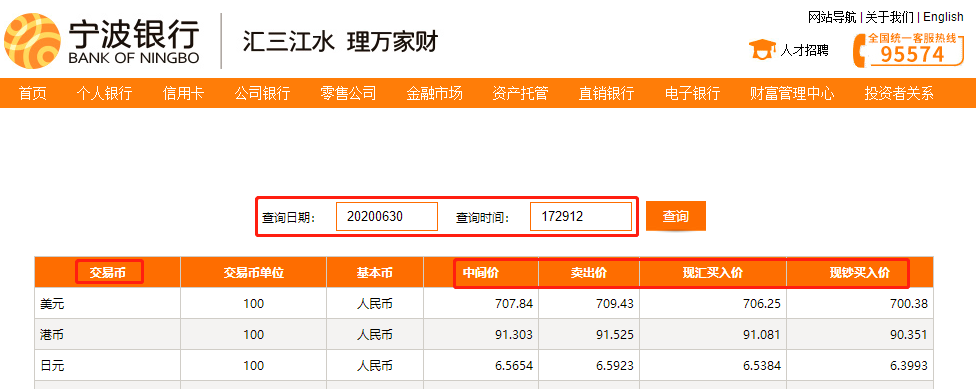 宁波银行
BANK OF NINGBO
汇三江水 理万家财
网站导航 | 关于我们 | English
人才招聘
全国统一客服热线
95574
首页 个人银行 信用卡 公司银行 零售公司 金融市场 资产托管 直销银行 电子银行 财富管理中心 投资者关系
查询日期: 20200630 查询时间: 172912 查询
交易币 交易币单位 基本币 中间价 卖出价 现汇买入价 现钞买入价
美元 100 人民币 707.84 709.43 706.25 700.38
港币 100 人民币 91.303 91.525 91.081 90.351
日元 100 人民币 6.5654 6.5923 6.5384 6.3993